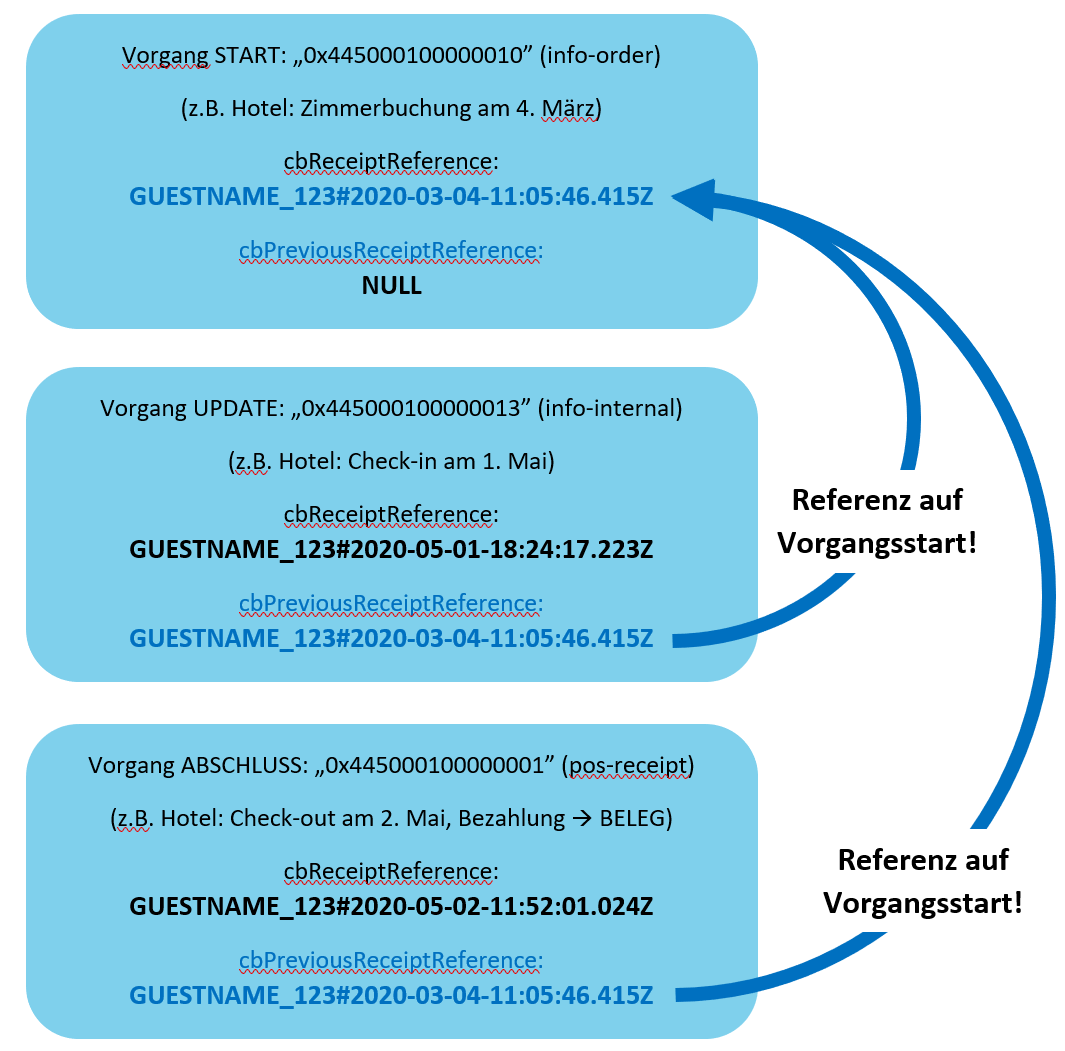 Vorgang START: „0x445000100000010” (info-order)
(z.B. Hotel: Zimmerbuchung am 4. März)
cbReceiptReference:
GUESTNAME_123#2020-03-04-11:05:46.415Z
cbPreviousReceiptReference:
NULL
Vorgang UPDATE: „0x445000100000013” (info-internal)
(z.B. Hotel: Check-in am 1. Mai)
cbReceiptReference:
GUESTNAME_123#2020-05-01-18:24:17.223Z
cbPreviousReceiptReference:
GUESTNAME_123#2020-03-04-11:05:46.415Z
Referenz auf
Vorgangsstart!
Vorgang ABSCHLUSS: „0x445000100000001” (pos-receipt)
(z.B. Hotel: Check-out am 2. Mai, Bezahlung → BELEG)
cbReceiptReference:
GUESTNAME_123#2020-05-02-11:52:01.024Z
cbPreviousReceiptReference:
GUESTNAME_123#2020-03-04-11:05:46.415Z
Referenz auf
Vorgangsstart!